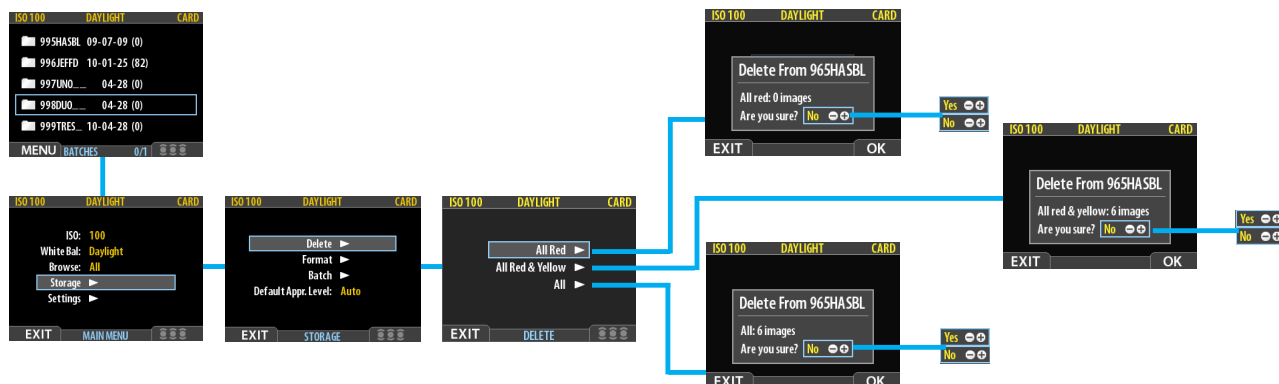 ISO 100 DAYLIGHT CARD
995HASBL 09-07-09 (0)
996JEFFD 10-01-25 (82)
997UNO__ 04-28 (0)
998DUO__ 04-28 (0)
999TRES_ 10-04-28 (0)
MENU BATCHES 0/1
ISO 100 DAYLIGHT CARD
ISO: 100
White Bal: Daylight
Browse: All
Storage
Settings
EXIT MAIN MENU
ISO 100 DAYLIGHT CARD
Delete
Format
Batch
Default Appr. Level: Auto
EXIT STORAGE
ISO 100 DAYLIGHT CARD
All Red
All Red & Yellow
All
EXIT DELETE
ISO 100 DAYLIGHT CARD
Delete From 965HASBL
All red: 0 images
Are you sure? No
EXIT OK
Yes
No
ISO 100 DAYLIGHT CARD
Delete From 965HASBL
All red & yellow: 6 images
Are you sure? No
EXIT OK
Yes
No
ISO 100 DAYLIGHT CARD
Delete From 965HASBL
All: 6 images
Are you sure? No
EXIT OK
Yes
No